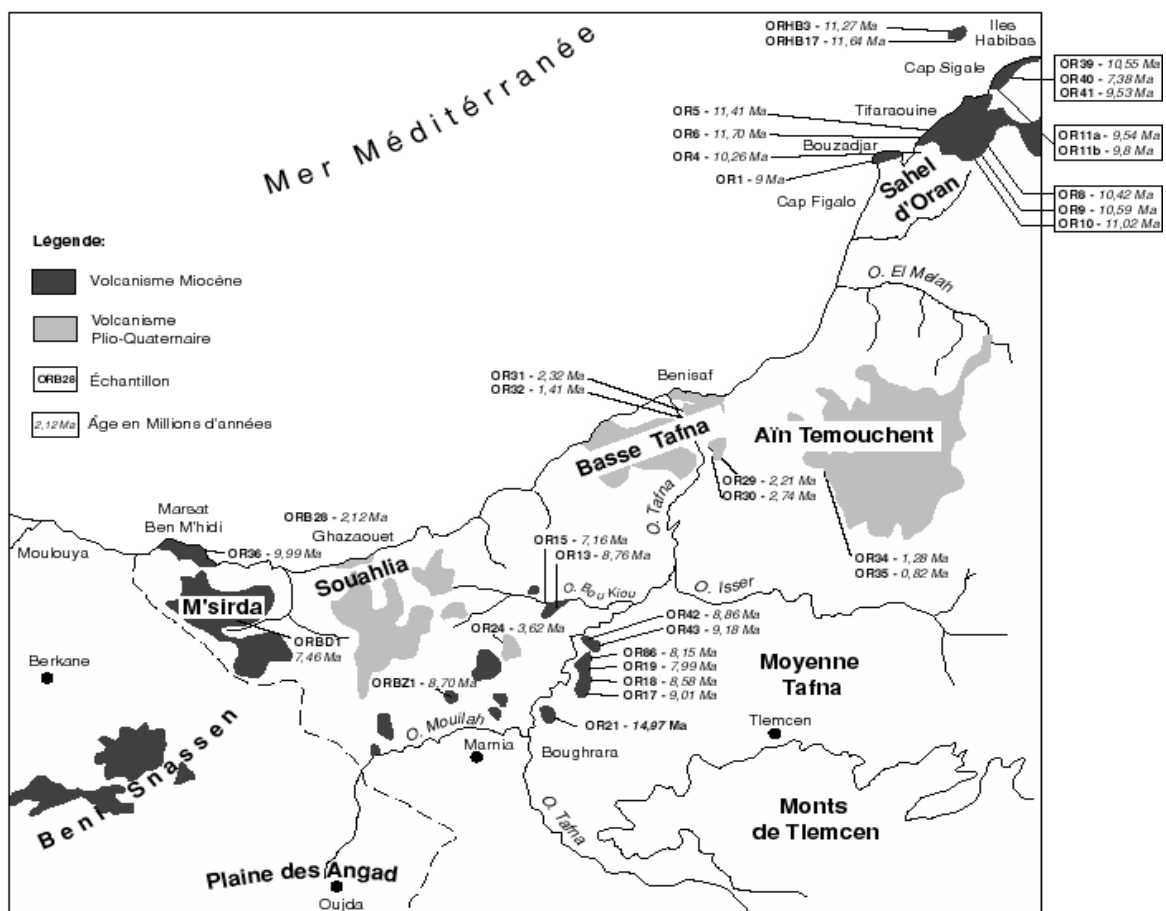 ORHB3 - 11,27 Ma
ORHB17 - 11,64 Ma
Iles
Habibas
Mer Méditérranée
Cap Sigale
OR39 - 10,55 Ma
OR40 - 7,38 Ma
OR41 - 9,53 Ma
Tifaraouine
OR5 - 11,41 Ma
OR6 - 11,70 Ma
Bouzadjar
OR4 - 10,26 Ma
OR1 - 9 Ma
OR11a - 9,54 Ma
OR11b - 9,8 Ma
Sahel
d'Oran
Cap Figalo
OR8 - 10,42 Ma
OR9 - 10,59 Ma
OR10 - 11,02 Ma
Légende:
Volcanisme Miocène
Volcanisme
Plio-Quaternaire
ORB28 Échantillon
2,12 Ma Âge en Millions d'années
O. El Melah
OR31 - 2,32 Ma
OR32 - 1,41 Ma
Benisaf
Basse Tafna
Aïn Temouchent
OR29 - 2,21 Ma
OR30 - 2,74 Ma
O. Tafna
OR34 - 1,28 Ma
OR35 - 0,82 Ma
Marsat
Ben M'hidi
Moulouya
ORB28 - 2,12 Ma
Ghazaouet
OR36 - 9,99 Ma
OR15 - 7,16 Ma
OR13 - 8,76 Ma
Souahlia
O. Bou Kiou
O. Isser
M'sirda
ORBD1
7,46 Ma
OR24 - 3,62 Ma
OR42 - 8,86 Ma
OR43 - 9,18 Ma
OR86 - 8,15 Ma
OR19 - 7,99 Ma
OR18 - 8,58 Ma
OR17 - 9,01 Ma
Moyenne
Tafna
Berkane
ORBZ1 - 8,70 Ma
OR21 - 14,97 Ma
O. Mouilah
Marnia
Boughrara
Tlemcen
Beni Snassen
O. Tafna
Monts
de Tlemcen
Plaine des Angad
Oujda